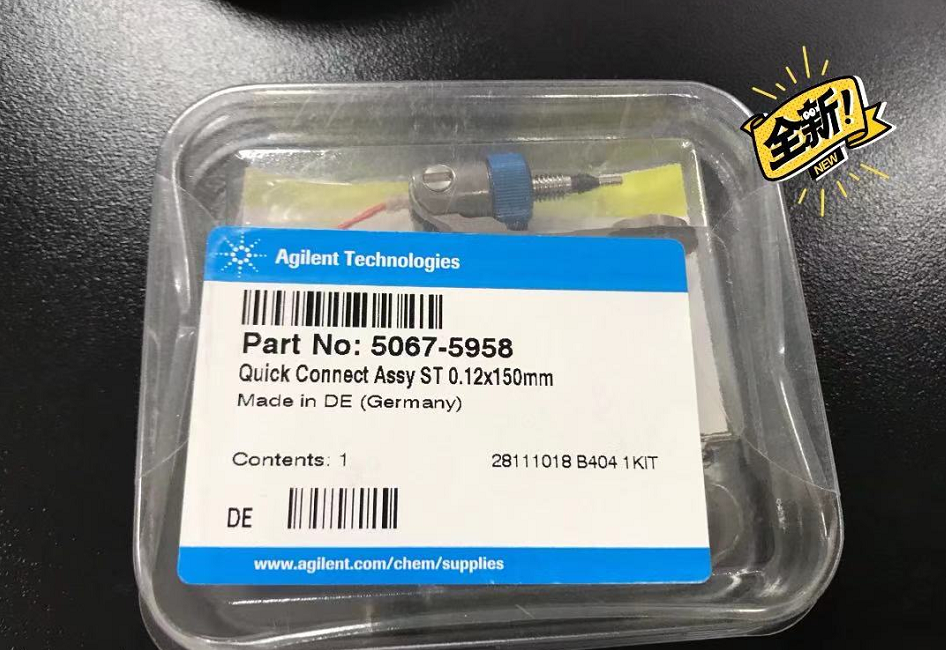 全新!
NEW
Agilent Technologies
Part No: 5067-5958
Quick Connect Assy ST 0.12x150mm
Made in DE (Germany)
Contents: 1
28111018 B404 1KIT
DE
www.agilent.com/chem/supplies